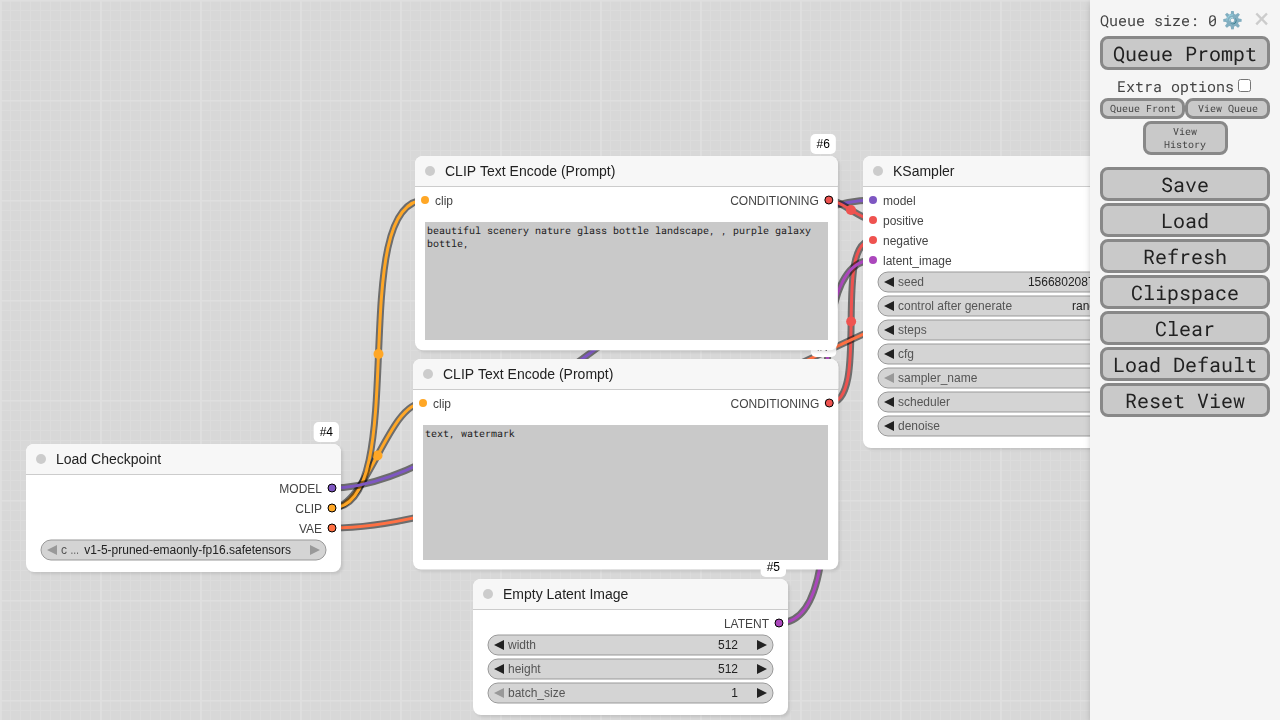 Queue size: 0
Queue Prompt
Extra options
Queue Front
View Queue
View
History
Save
Load
Refresh
Clipspace
Clear
Load Default
Reset View
#6
CLIP Text Encode (Prompt)
clip
CONDITIONING
beautiful scenery nature glass bottle landscape, , purple galaxy
bottle,
KSampler
model
positive
negative
latent_image
seed
1566802087
control after generate
ran
steps
cfg
sampler_name
scheduler
denoise
CLIP Text Encode (Prompt)
clip
CONDITIONING
text, watermark
#4
Load Checkpoint
MODEL
CLIP
VAE
c ... v1-5-pruned-emaonly-fp16.safetensors
#5
Empty Latent Image
LATENT
width 512
height 512
batch_size 1